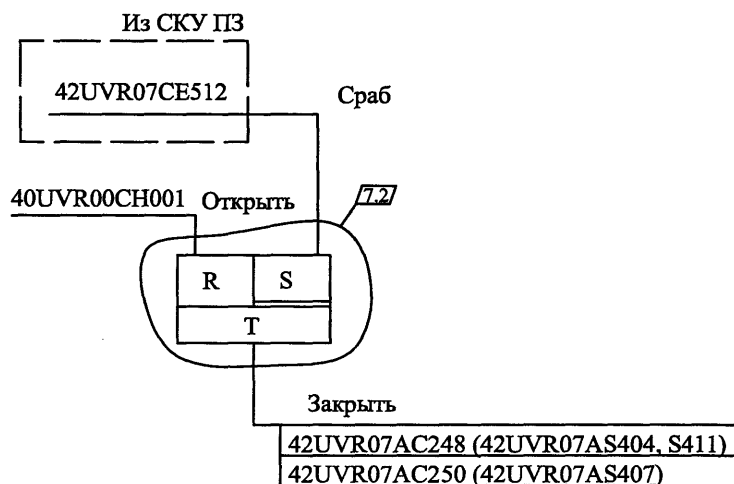 Из СКУ ПЗ
42UVR07CE512
Сраб
40UVR00CH001 Открыть
7.2
R S
T
Закрыть
42UVR07AC248 (42UVR07AS404, S411)
42UVR07AC250 (42UVR07AS407)